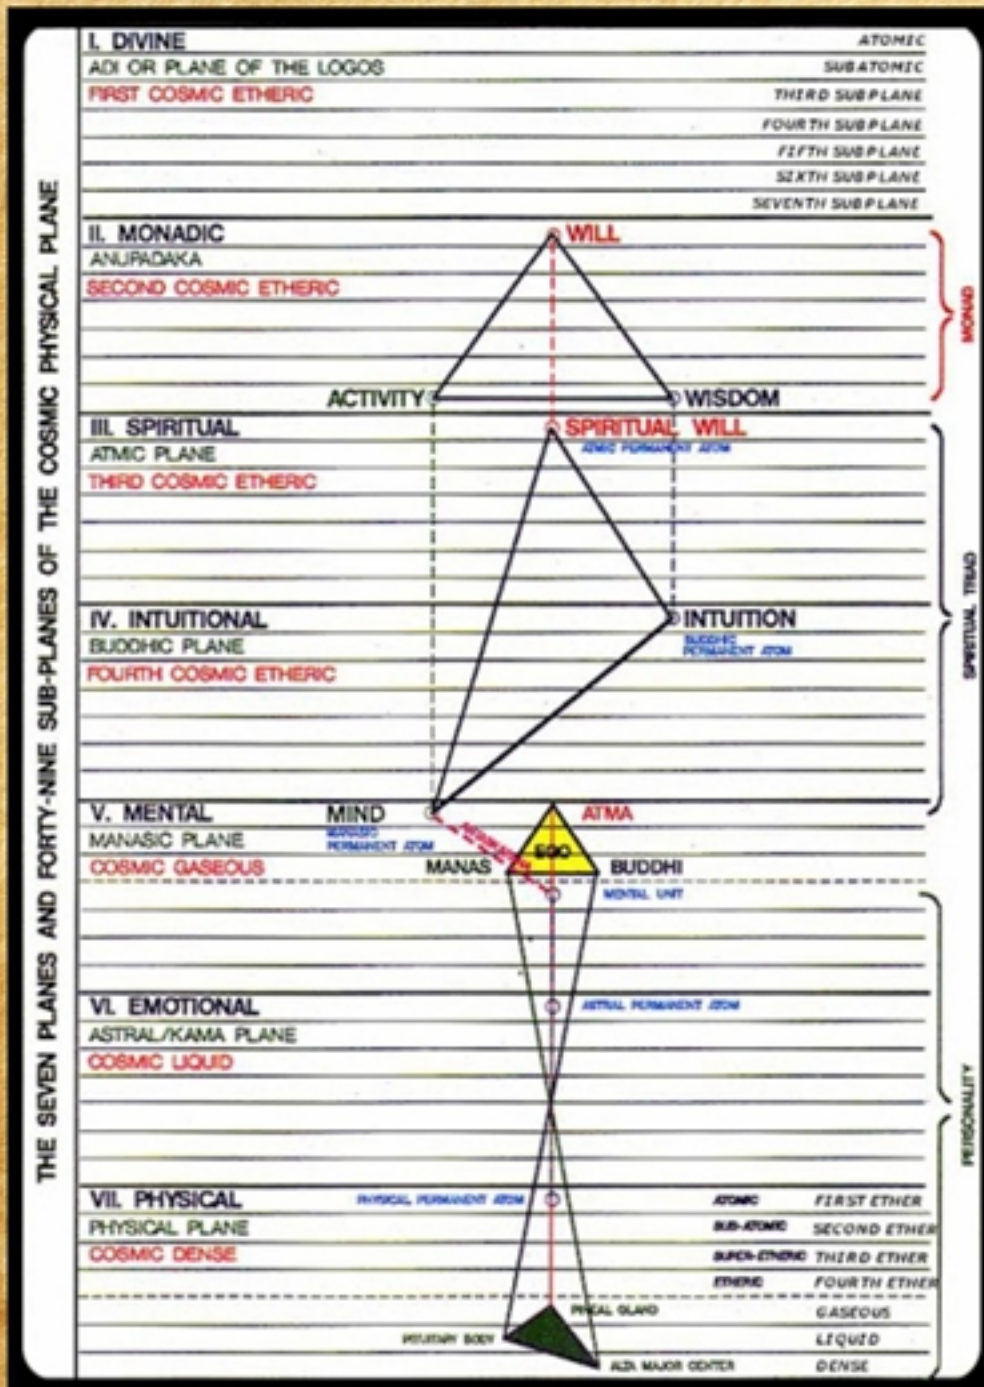 THE SEVEN PLANES AND FORTY-NINE SUB-PLANES OF THE COSMIC PHYSICAL PLANE
I. DIVINE
ATOMIC
ADI OR PLANE OF THE LOGOS
SUBATOMIC
FIRST COSMIC ETHERIC
THIRD SUBPLANE
FOURTH SUBPLANE
FIFTH SUBPLANE
SIXTH SUBPLANE
SEVENTH SUBPLANE
II. MONADIC
WILL
ANUPADAKA
SECOND COSMIC ETHERIC
MONAD
ACTIVITY
WISDOM
III. SPIRITUAL
SPIRITUAL WILL
ATMIC PLANE
ATMIC PERMANENT ATOM
THIRD COSMIC ETHERIC
SPIRITUAL TRIAD
IV. INTUITIONAL
INTUITION
BUDDHIC PLANE
BUDDHIC
PERMANENT ATOM
FOURTH COSMIC ETHERIC
V. MENTAL
MIND
ATMA
MANASIC PLANE
MANASIC
PERMANENT ATOM
EGO
COSMIC GASEOUS
MANAS
BUDDHI
MENTAL UNIT
VI. EMOTIONAL
ASTRAL PERMANENT ATOM
ASTRAL/KAMA PLANE
COSMIC LIQUID
PERSONALITY
VII. PHYSICAL
PHYSICAL PERMANENT ATOM
ATOMIC
FIRST ETHER
PHYSICAL PLANE
SUB-ATOMIC
SECOND ETHER
COSMIC DENSE
SUPER-ETHERIC
THIRD ETHER
ETHERIC
FOURTH ETHER
PINEAL GLAND
GASEOUS
PITUITARY BODY
LIQUID
ALTA MAJOR CENTER
DENSE